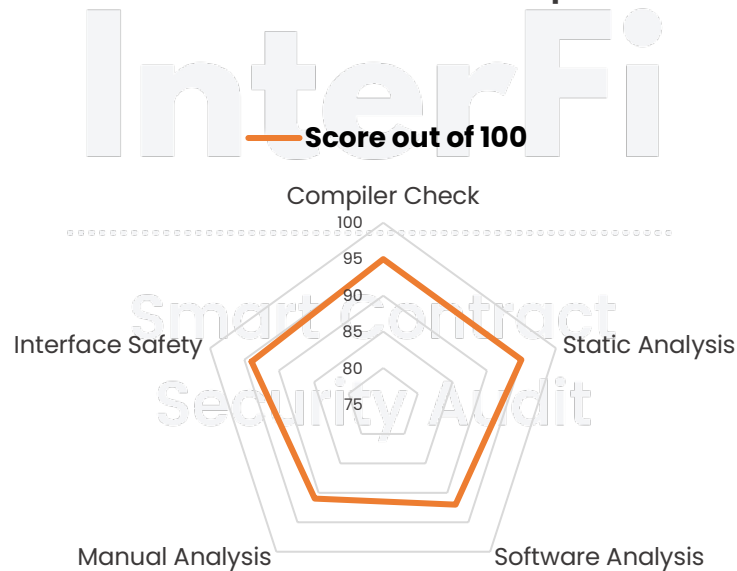 InterFi
Score out of 100
Compiler Check
100
95
90
Smart Contract
85
Interface Safety
Static Analysis
80
Security Audit
75
Manual Analysis
Software Analysis